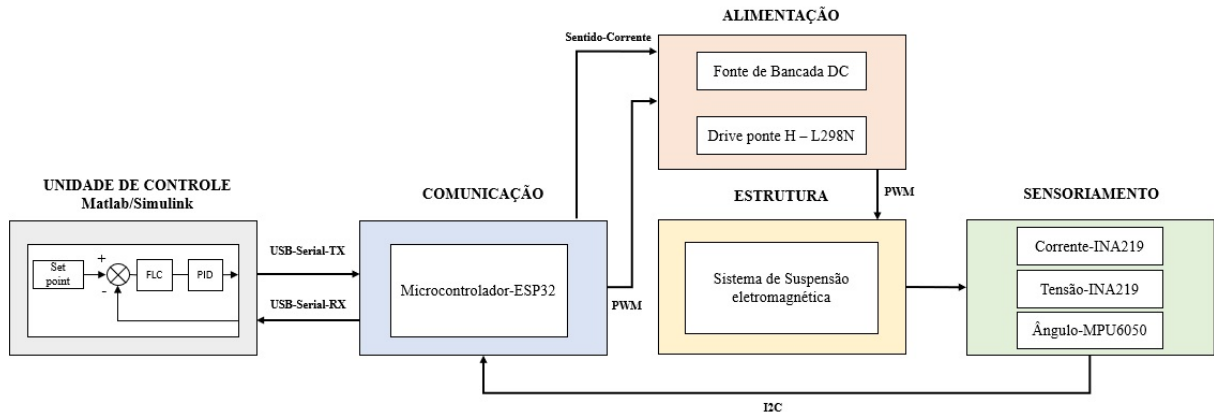 ALIMENTAÇÃO
Sentido-Corrente
Fonte de Bancada DC
Drive ponte H – L298N
UNIDADE DE CONTROLE
Matlab/Simulink
COMUNICAÇÃO
PWM
ESTRUTURA
SENSORIAMENTO
USB-Serial-TX
Set
point
+
-
FLC
PID
USB-Serial-RX
Microcontrolador-ESP32
PWM
Sistema de Suspensão
eletromagnética
Corrente-INA219
Tensão-INA219
Ângulo-MPU6050
I2C